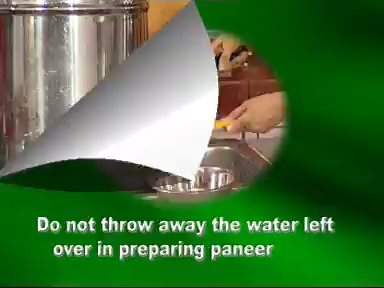 Do not throw away the water left
over in preparing paneer